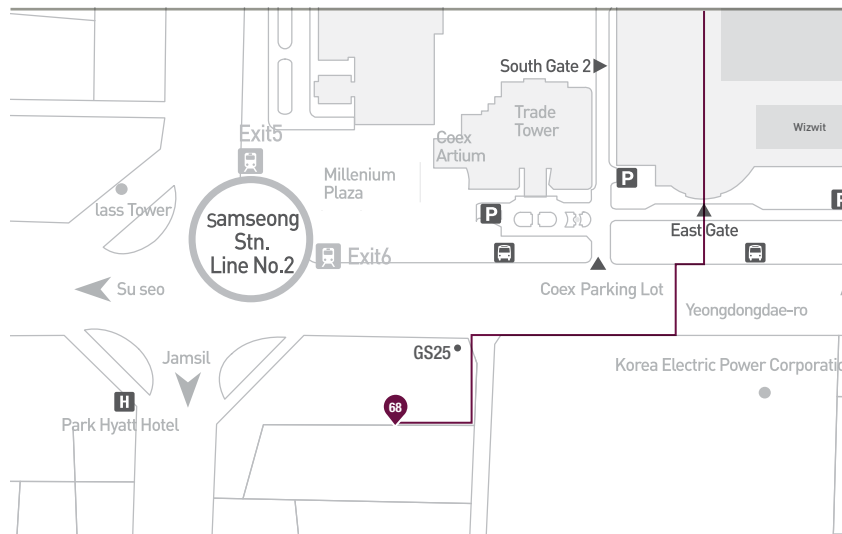 South Gate 2
Trade
Tower
Wizwit
Exit5
Coex
Artium
Millenium
Plaza
P
P
P
lass Tower
samseong
Stn.
Line No.2
East Gate
Exit6
Su seo
Coex Parking Lot
Yeongdongdae-ro
Jamsil
GS25
Korea Electric Power Corporatio
H
68
Park Hyatt Hotel